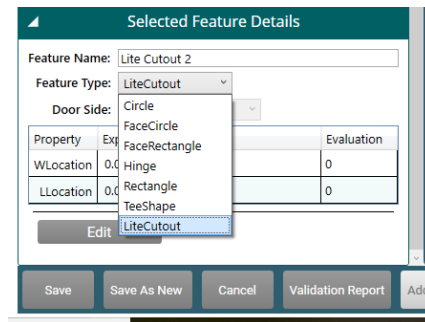 Selected Feature Details
Feature Name: Lite Cutout 2
Feature Type: LiteCutout
Door Side:
Circle
FaceCircle
FaceRectangle
Hinge
Rectangle
TeeShape
LiteCutout
Property Evaluation
WLocation 0
LLocation 0
Edit
Save Save As New Cancel Validation Report